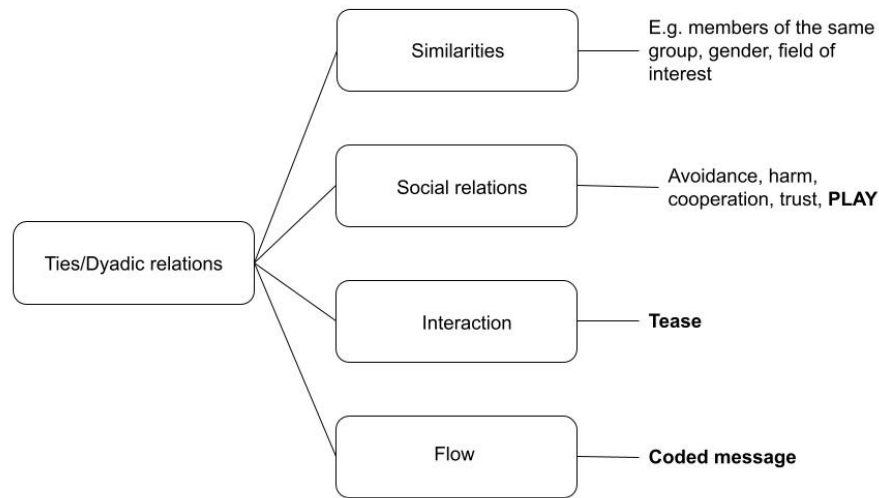 Similarities
E.g. members of the same
group, gender, field of
interest
Social relations
Avoidance, harm,
cooperation, trust, PLAY
Ties/Dyadic relations
Interaction
Tease
Flow
Coded message